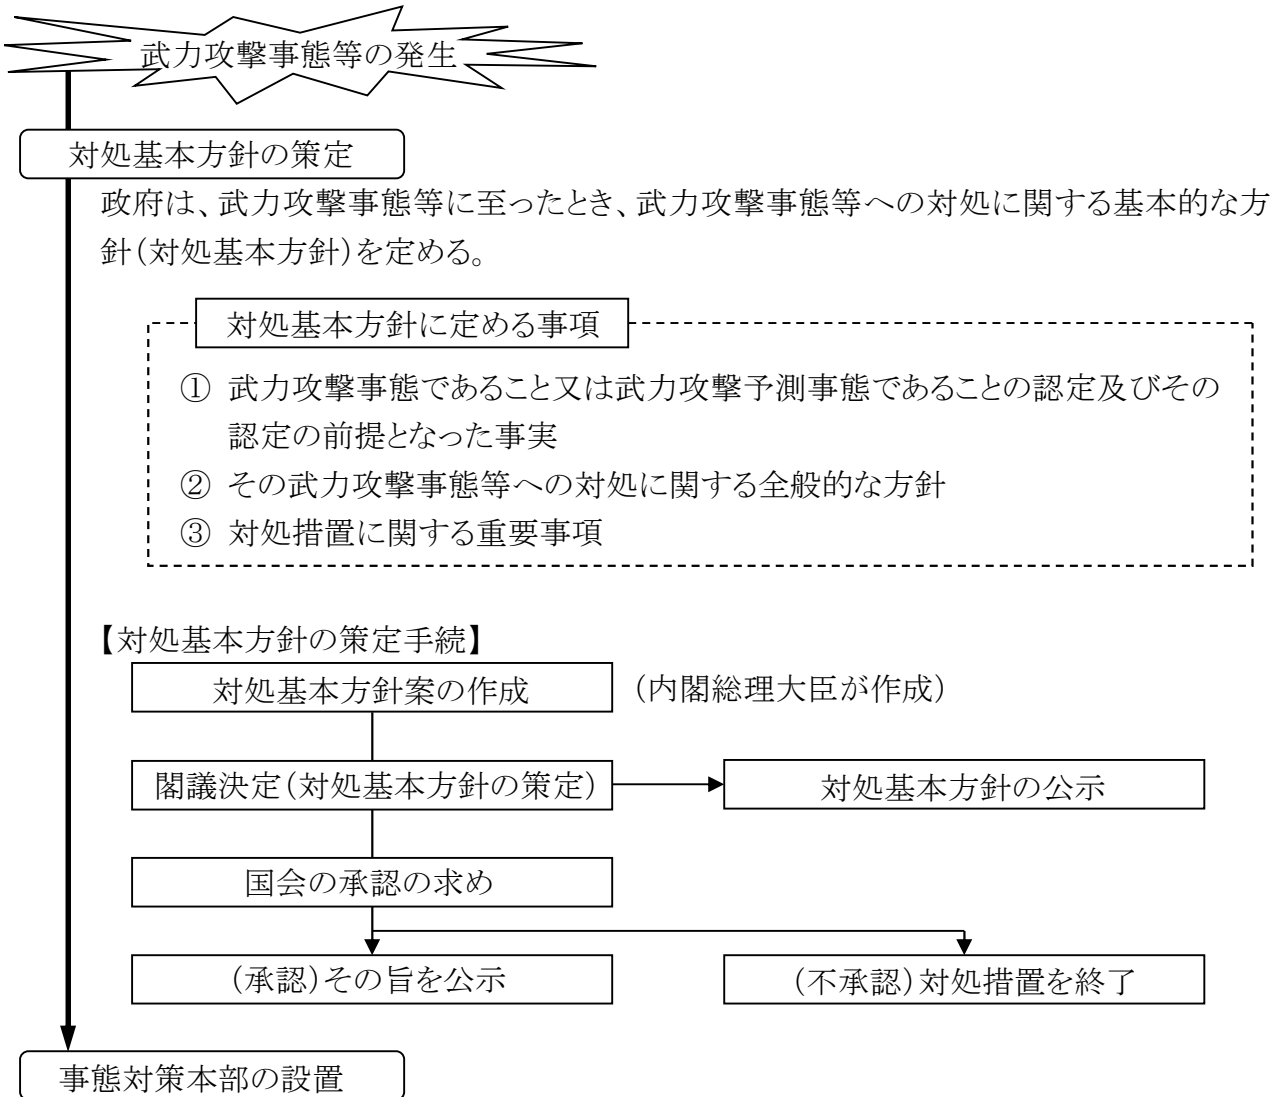 武力攻撃事態等の発生
対処基本方針の策定
政府は、武力攻撃事態等に至ったとき、武力攻撃事態等への対処に関する基本的な方
針（対処基本方針）を定める。
対処基本方針に定める事項
① 武力攻撃事態であること又は武力攻撃予測事態であることの認定及びその
認定の前提となった事実
② その武力攻撃事態等への対処に関する全般的な方針
③ 対処措置に関する重要事項
【対処基本方針の策定手続】
対処基本方針案の作成 （内閣総理大臣が作成）
閣議決定（対処基本方針の策定） 対処基本方針の公示
国会の承認の求め
（承認）その旨を公示 （不承認）対処措置を終了
事態対策本部の設置